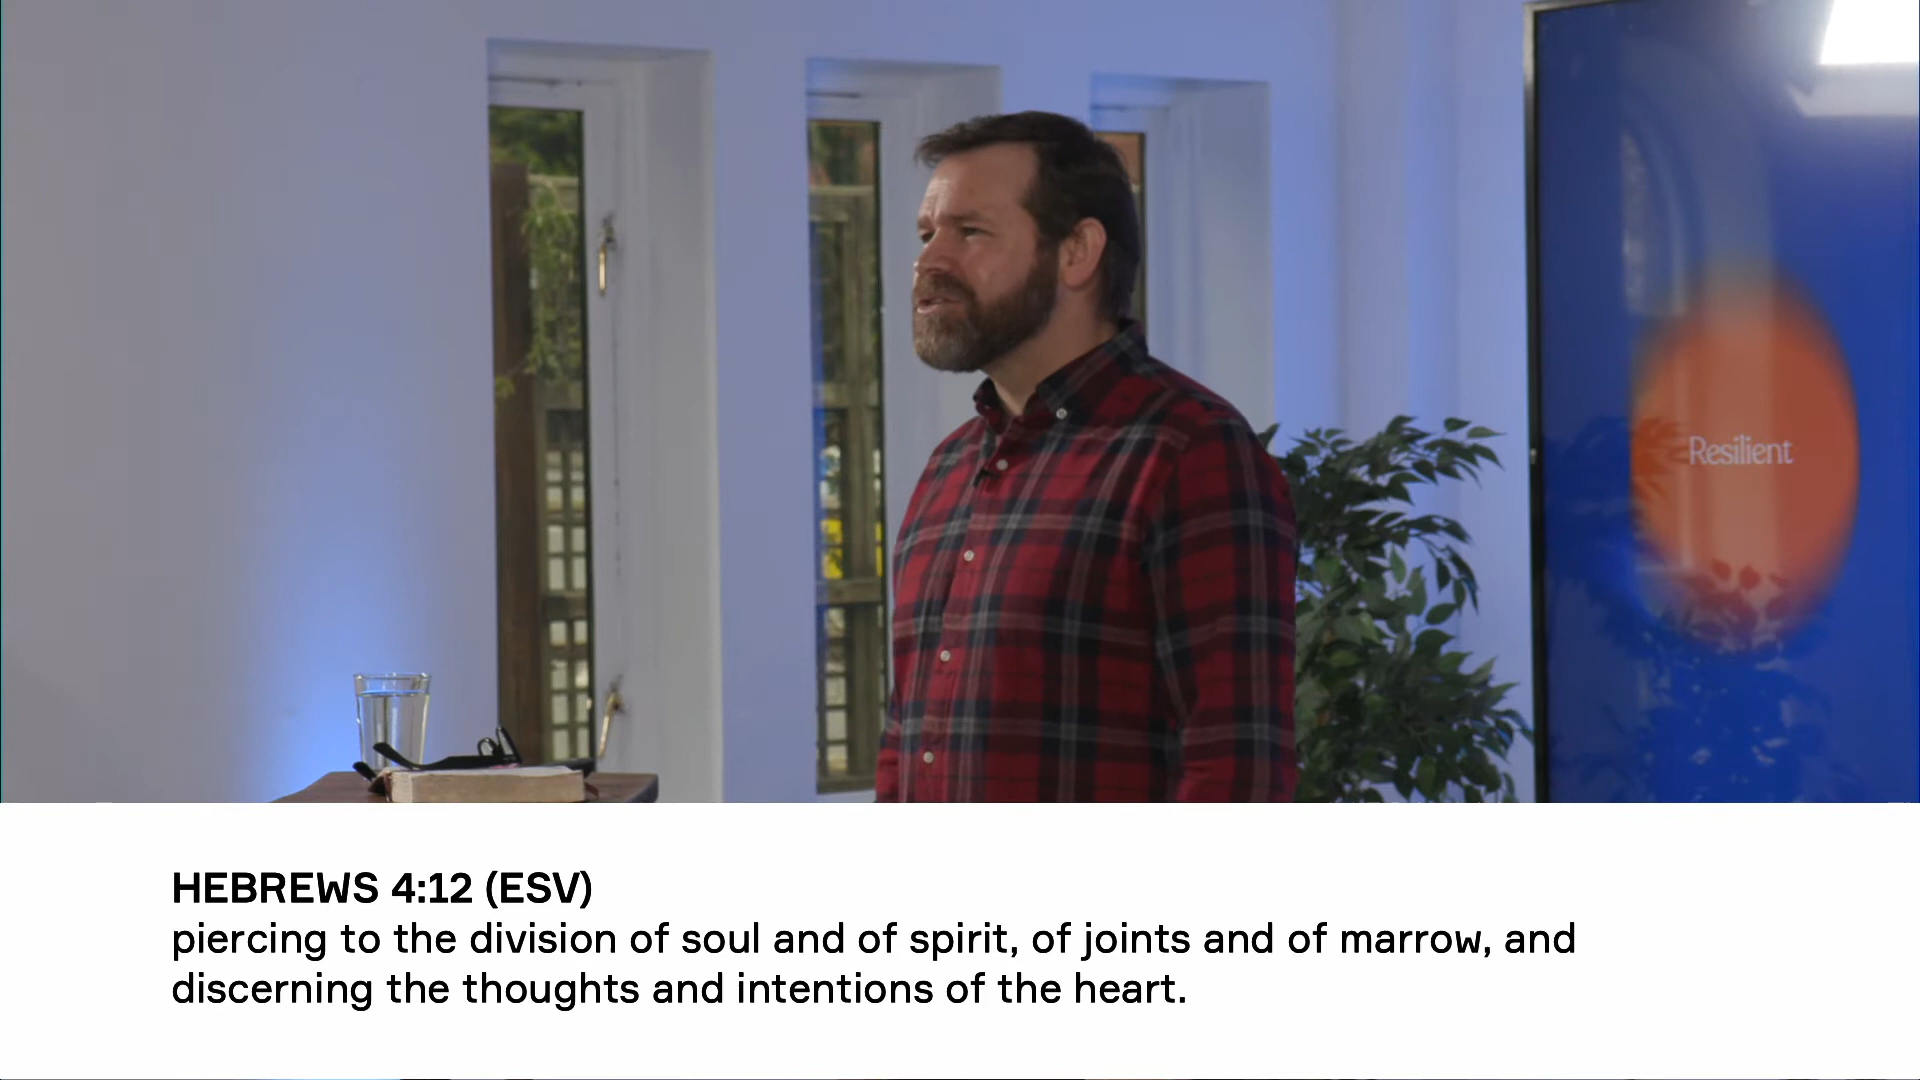 Resilient
HEBREWS 4:12 (ESV)
piercing to the division of soul and of spirit, of joints and of marrow, and
discerning the thoughts and intentions of the heart.